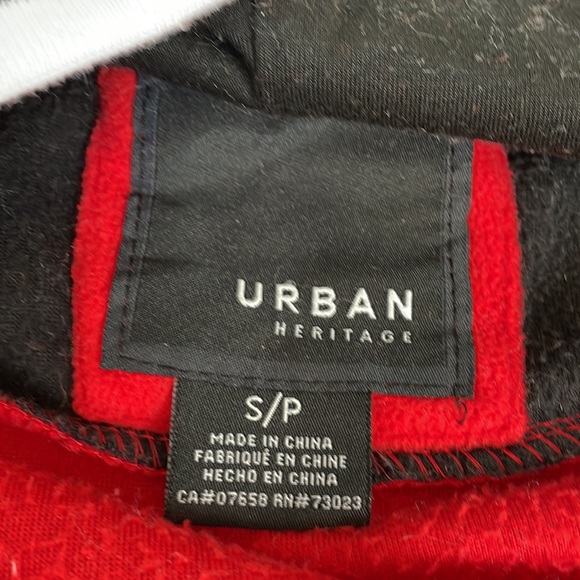 URBAN
HERITAGE
S/P
MADE IN CHINA
FABRIQUÉ EN CHINE
HECHO EN CHINA
CA#07658 RN#73023